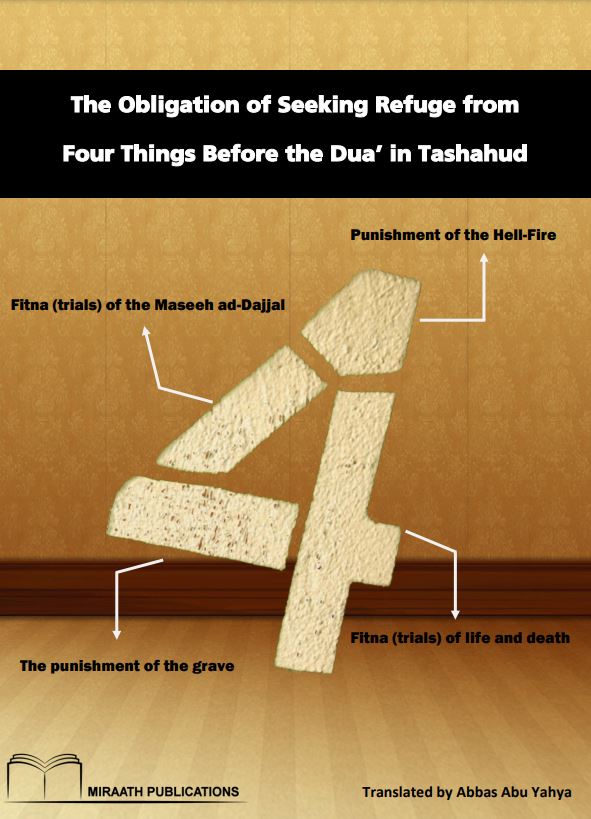 The Obligation of Seeking Refuge from
Four Things Before the Dua’ in Tashahud
Punishment of the Hell-Fire
Fitna (trials) of the Maseeh ad-Dajjal
4
Fitna (trials) of life and death
The punishment of the grave
MIRAATH PUBLICATIONS
Translated by Abbas Abu Yahya